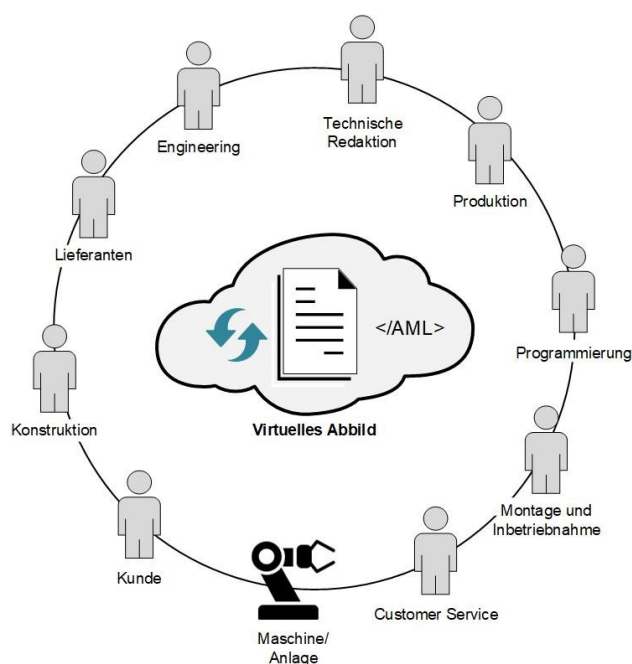 Technische
Redaktion
Engineering
Produktion
Lieferanten
</AML>
Programmierung
Konstruktion
Virtuelles Abbild
Montage und
Inbetriebnahme
Kunde
Customer Service
Maschine/
Anlage